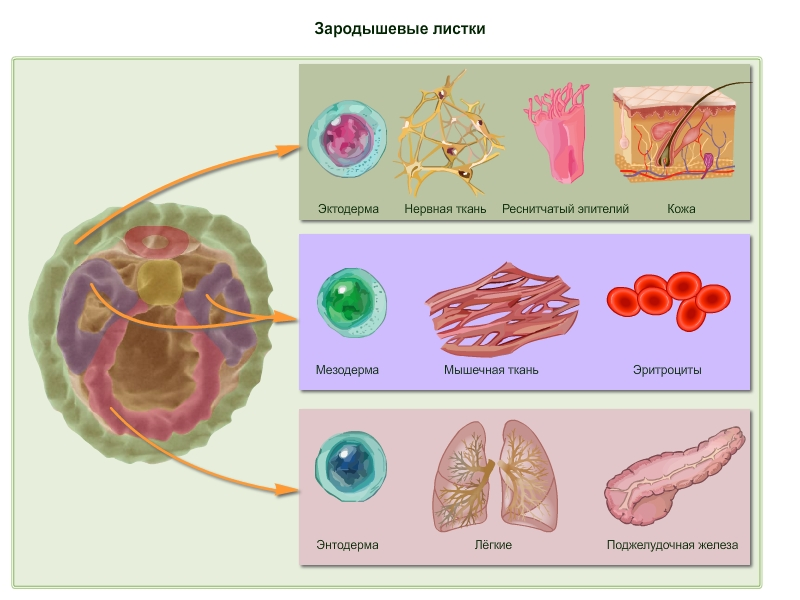 Зародышевые листки
Эктодерма
Нервная ткань
Реснитчатый эпителий
Кожа
Мезодерма
Мышечная ткань
Эритроциты
Энтодерма
Лёгкие
Поджелудочная железа